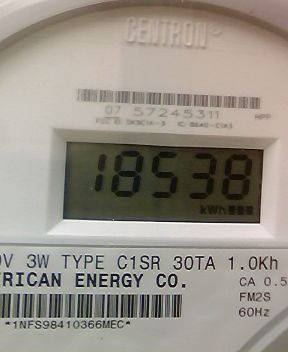 CENTRON®
07 57245311 HPP
18538
kWh
V 3W TYPE C1SR 30TA 1.0Kh
RICAN ENERGY CO. CA 0.5
FM2S
60Hz
*1NFS98410366MEC*